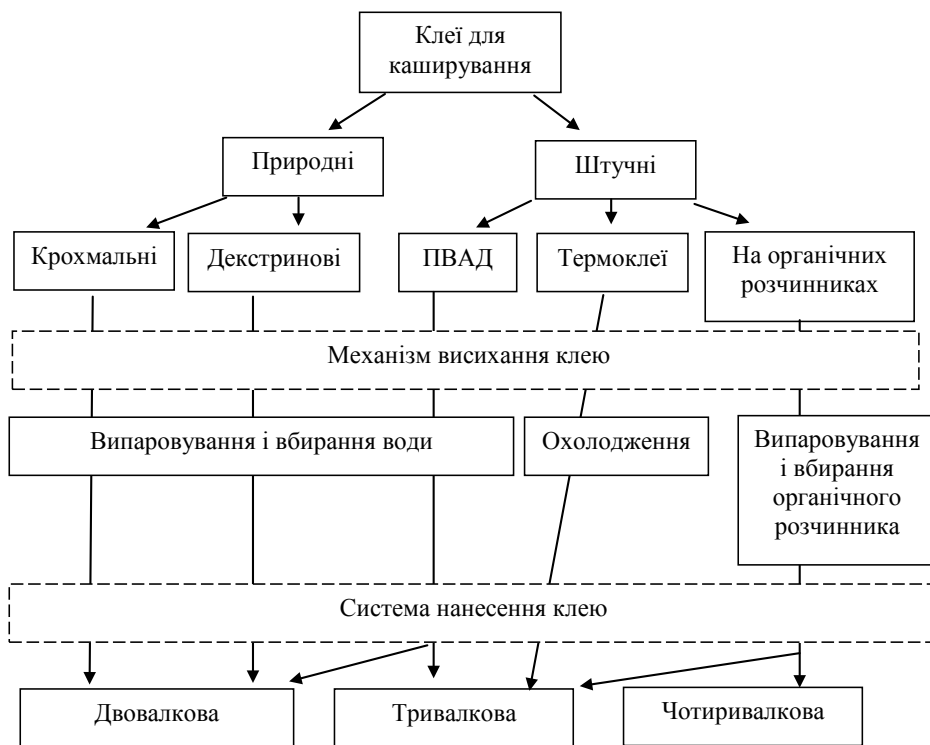 Клеї для
каширування
Природні
Штучні
Крохмальні
Декстринові
ПВАД
Термоклеї
На органічних
розчинниках
Механізм висихання клею
Випаровування і вбирання води
Охолодження
Випаровування
і вбирання
органічного
розчинника
Система нанесення клею
Двовалкова
Тривалкова
Чотиривалкова